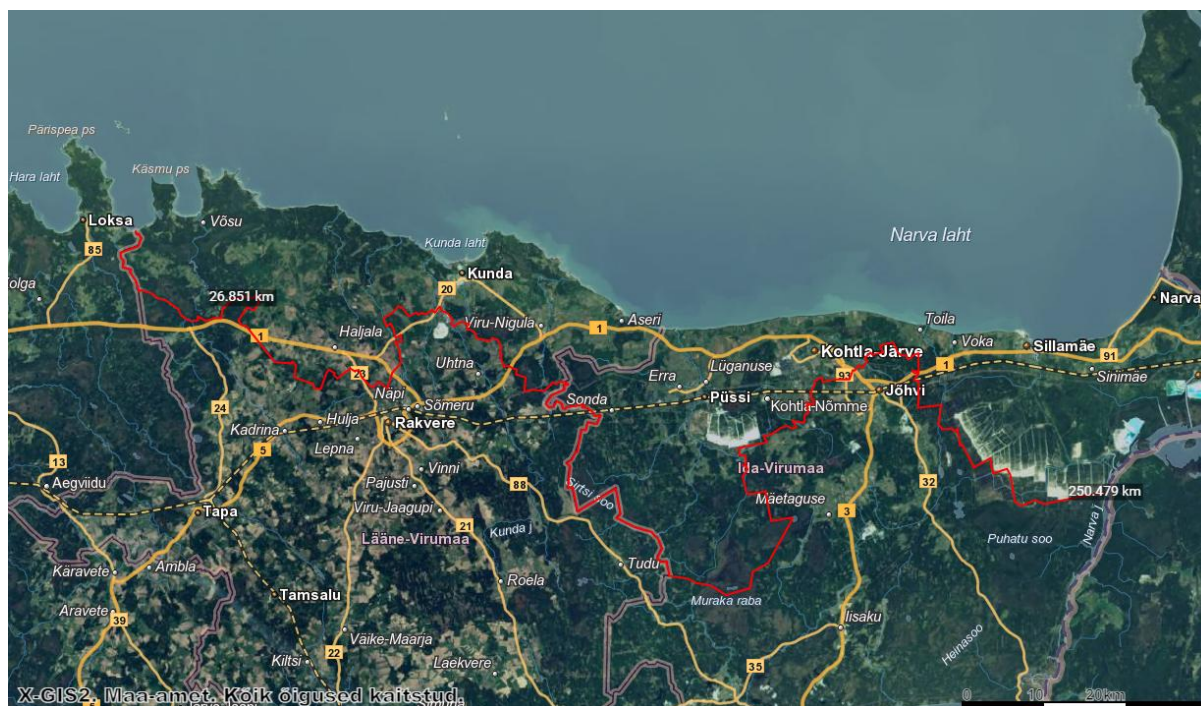 Pärispea ps
Käsmu ps
Hara laht
Loksa
Võsu
85
Kunda laht
Narva laht
Kunda
20
26.851 km
Narva
1
Haljala
Viru-Nigula
1
Aseri
Toila
Voka
Sillamäe
91
Kohtla-Järve
1
Sinimäe
23
Uhtna
Lüganuse
Erra
93
Jõhvi
Näpi
Sõmeru
Sonda
Püssi
Kohtla-Nõmme
24
Hulja
Kadrina
Rakvere
Lepna
5
13
Aegviidu
Vinni
88
Pajusti
Ida-Virumaa
32
Sirtsi soo
Mäetaguse
250.479 km
Tapa
Viru-Jaagupi
3
21
Kunda j
Lääne-Virumaa
Puhatu soo
Narva j
Käravete
Ambla
Tudu
Roela
Tamsalu
Muraka raba
Aravete
39
Väike-Maarja
Iisaku
22
Heinasoo
Kiltsi
Laekvere
35
X-GIS2. Maa-amet. Kõik õigused kaitstud.
0 10 20km